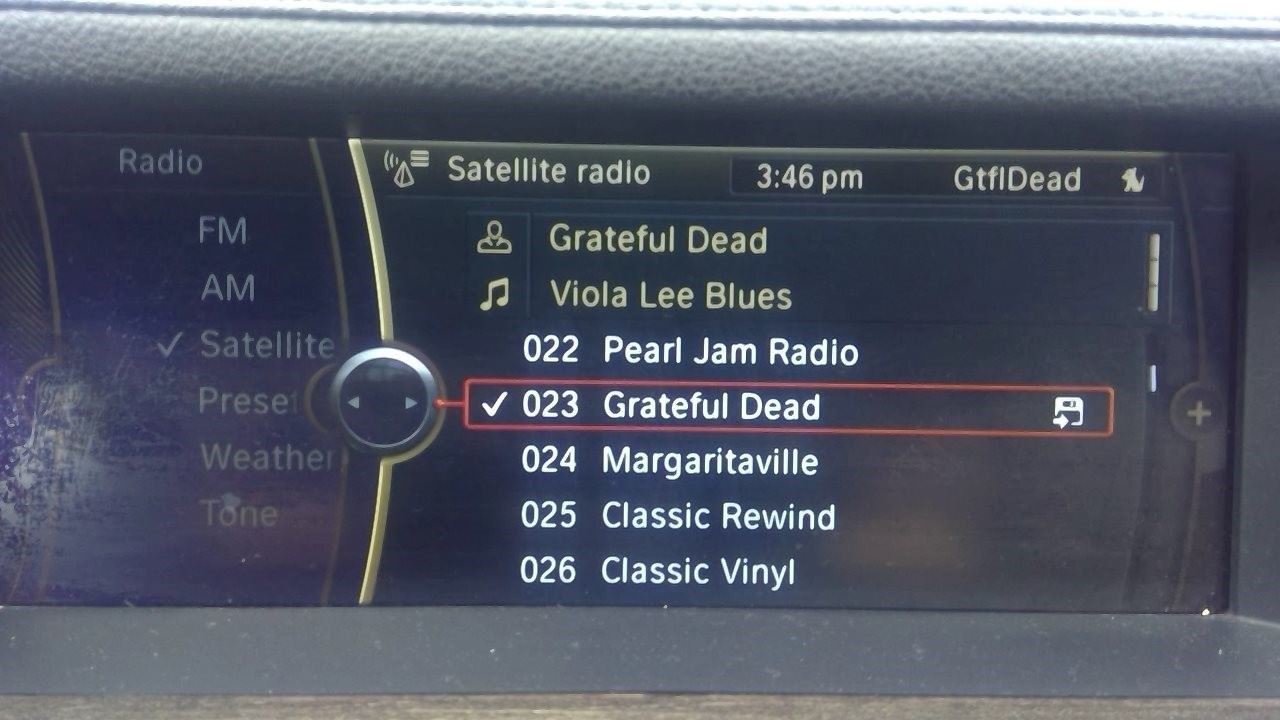 Radio
FM
AM
Satellite
Preset
Weather
Tone
Satellite radio 3:46 pm GtflDead
Grateful Dead
Viola Lee Blues
022 Pearl Jam Radio
023 Grateful Dead
024 Margaritaville
025 Classic Rewind
026 Classic Vinyl